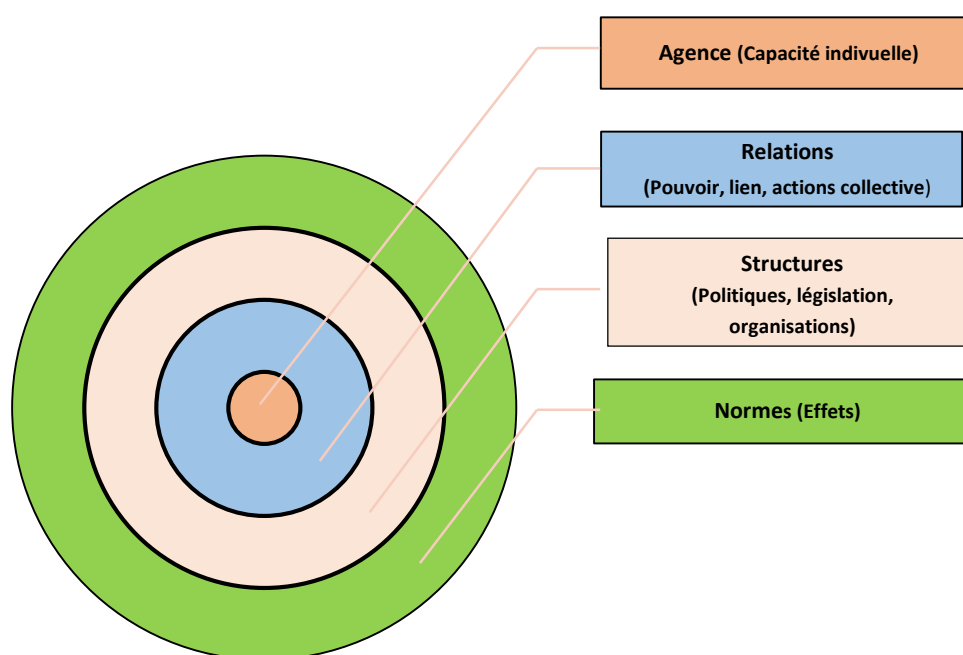 Agence (Capacité indivuelle)
Relations
(Pouvoir, lien, actions collective)
Structures
(Politiques, législation,
organisations)
Normes (Effets)